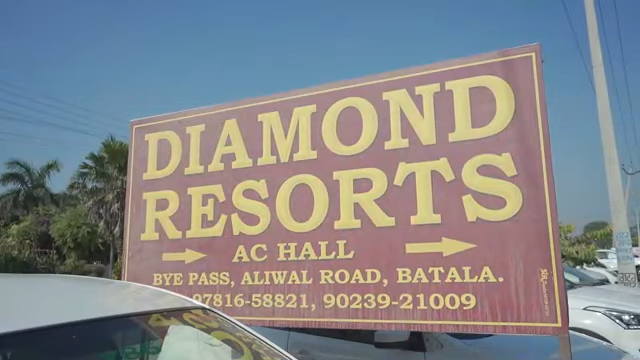 DIAMOND
RESORTS
AC HALL
BYE PASS, ALIWAL ROAD, BATALA.
97816-58821, 90239-21009